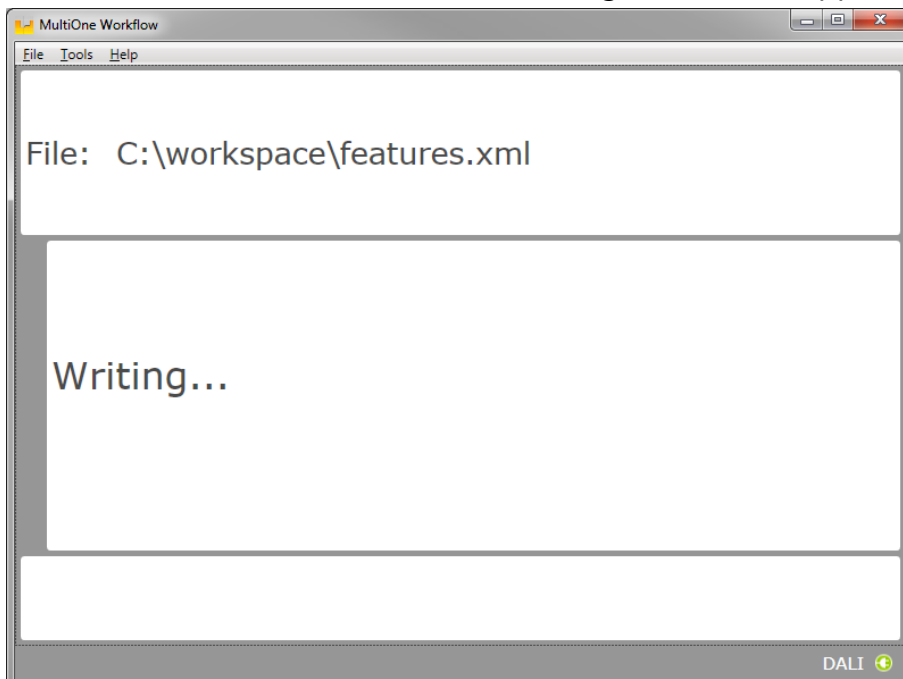 MultiOne Workflow
File Tools Help
File: C:\workspace\features.xml
Writing...
DALI